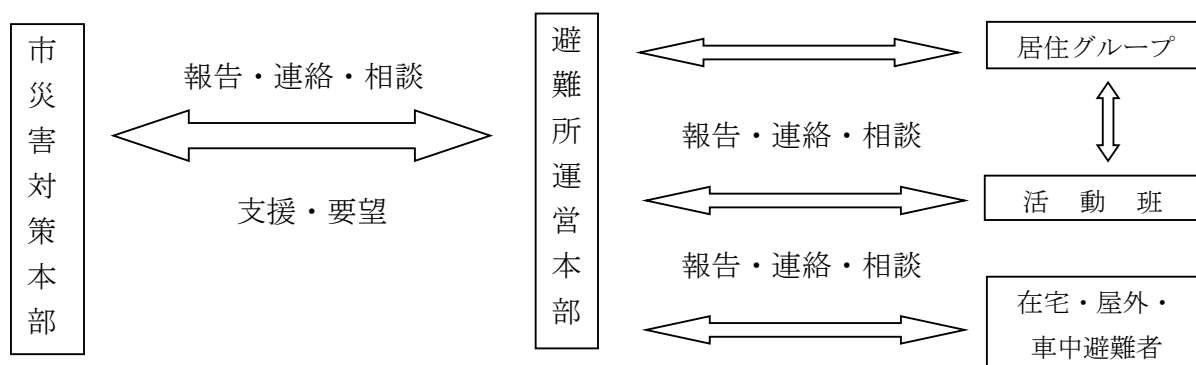 市災害対策本部
報告・連絡・相談
支援・要望
避難所運営本部
報告・連絡・相談
報告・連絡・相談
居住グループ
活 動 班
在宅・屋外・
車中避難者